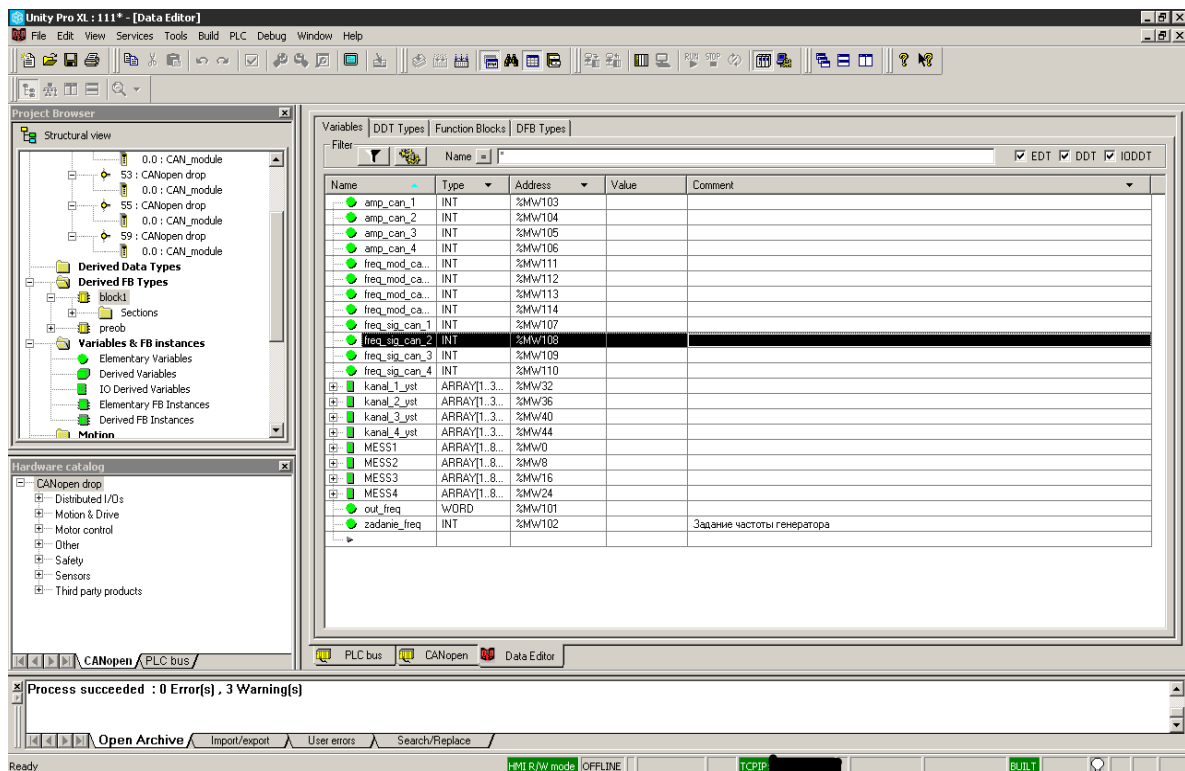 Unity Pro XL : 111* - [Data Editor]
File Edit View Services Tools Build PLC Debug Window Help
RUN STOP
Project Browser
Structural view
0.0 : CAN_module
53 : CANopen drop
0.0 : CAN_module
55 : CANopen drop
0.0 : CAN_module
59 : CANopen drop
0.0 : CAN_module
Derived Data Types
Derived FB Types
block1
Sections
preob
Variables & FB instances
Elementary Variables
Derived Variables
IO Derived Variables
Elementary FB Instances
Derived FB Instances
Motion
Hardware catalog
CANopen drop
Distributed I/Os
Motion & Drive
Motor control
Other
Safety
Sensors
Third party products
CANopen PLC bus
Variables DDT Types Function Blocks DFB Types
Filter
Name = * EDT DDT IODDT
Name Type Address Value Comment
amp_can_1 INT %MW103
amp_can_2 INT %MW104
amp_can_3 INT %MW105
amp_can_4 INT %MW106
freq_mod_ca... INT %MW111
freq_mod_ca... INT %MW112
freq_mod_ca... INT %MW113
freq_mod_ca... INT %MW114
freq_sig_can_1 INT %MW107
freq_sig_can_2 INT %MW108
freq_sig_can_3 INT %MW109
freq_sig_can_4 INT %MW110
kanal_1_yst ARRAY[1..3... %MW32
kanal_2_yst ARRAY[1..3... %MW36
kanal_3_yst ARRAY[1..3... %MW40
kanal_4_yst ARRAY[1..3... %MW44
MESS1 ARRAY[1..8... %MW0
MESS2 ARRAY[1..8... %MW8
MESS3 ARRAY[1..8... %MW16
MESS4 ARRAY[1..8... %MW24
out_freq WORD %MW101
zadanie_freq INT %MW102 Задание частоты генератора
PLC bus CANopen Data Editor
Process succeeded : 0 Error(s) , 3 Warning(s)
Open Archive Import/export User errors Search/Replace
Ready HMI R/W mode OFFLINE TCPIP: BUILT